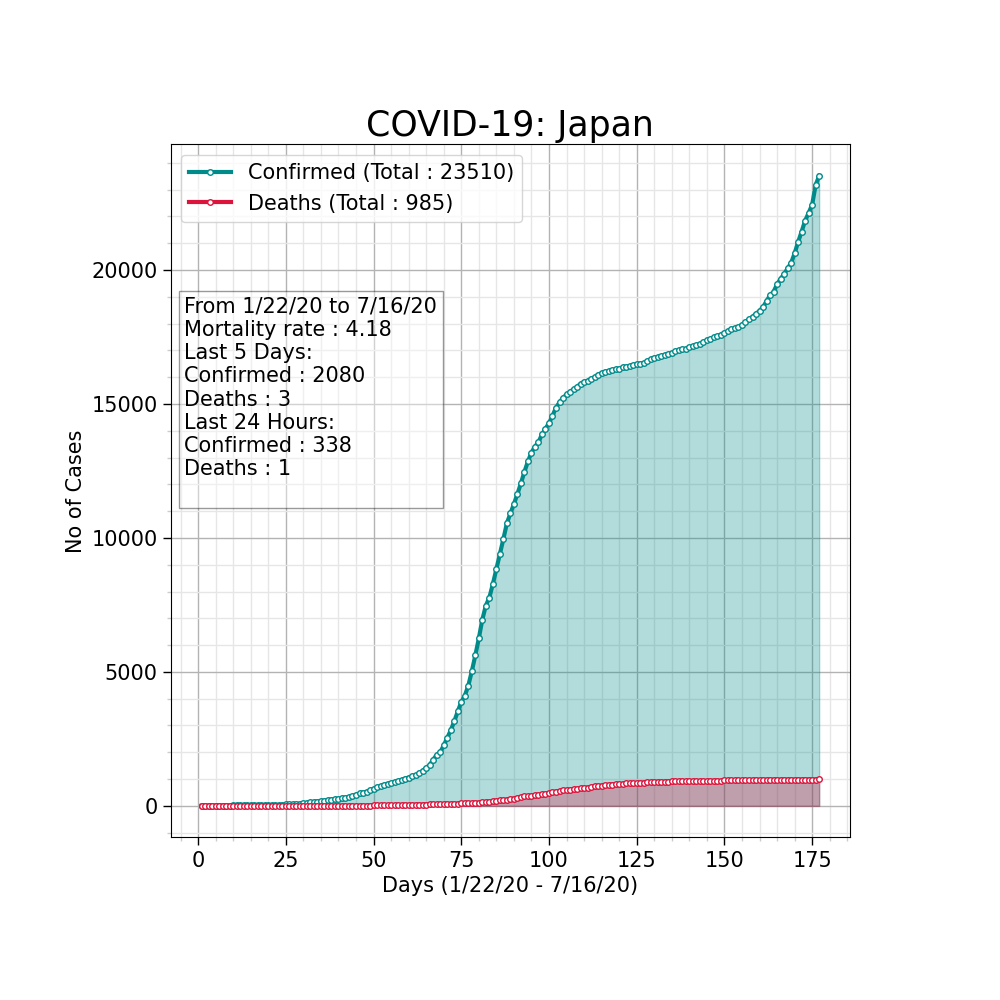 COVID-19: Japan
Confirmed (Total : 23510)
Deaths (Total : 985)
From 1/22/20 to 7/16/20
Mortality rate : 4.18
Last 5 Days:
Confirmed : 2080
Deaths : 3
Last 24 Hours:
Confirmed : 338
Deaths : 1
No of Cases
20000
15000
10000
5000
0
0 25 50 75 100 125 150 175
Days (1/22/20 - 7/16/20)